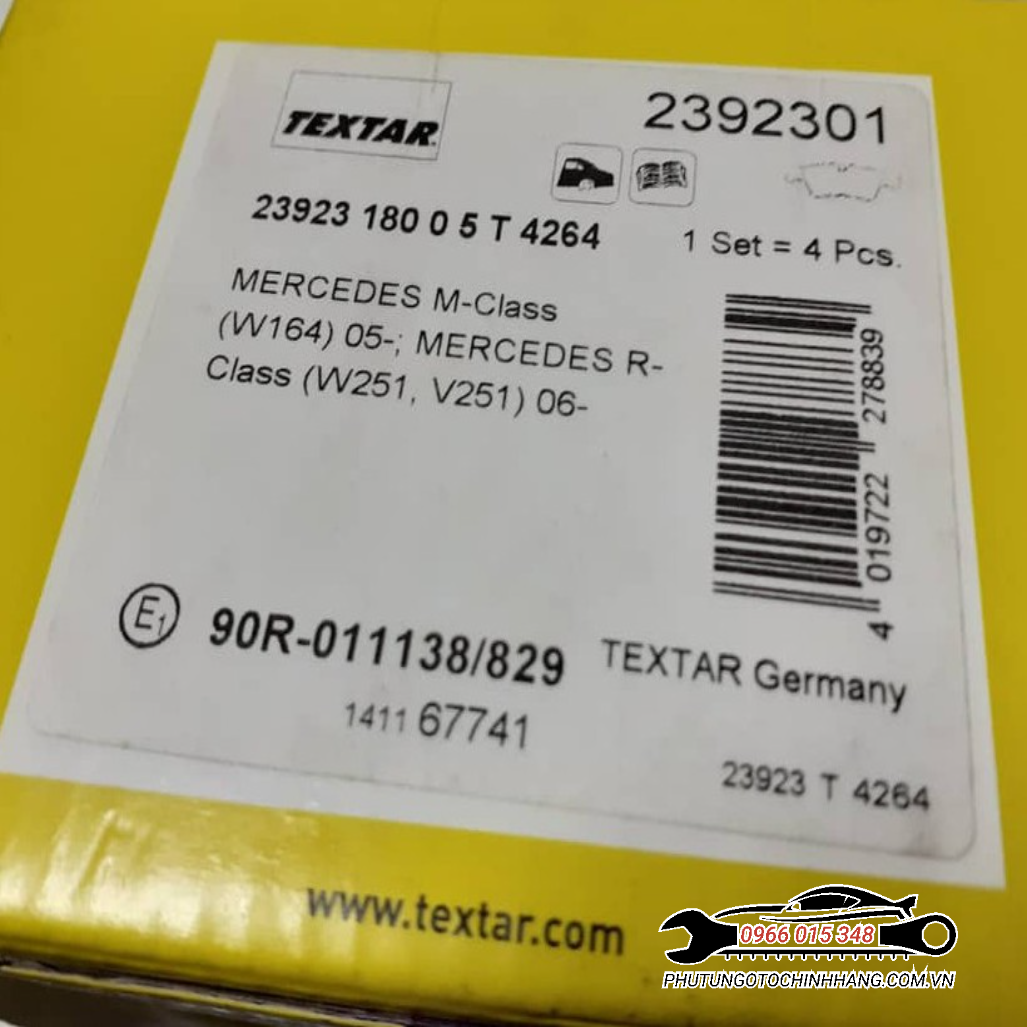 TEXTAR
2392301
23923 180 0 5 T 4264
1 Set = 4 Pcs.
MERCEDES M-Class
(W164) 05-; MERCEDES R-
Class (W251, V251) 06-
4 019722 278839
E1
90R-011138/829
TEXTAR Germany
1411 67741
23923 T 4264
www.textar.com
0966 015 348
PHUTUNGOTOCHINHHANG.COM.VN